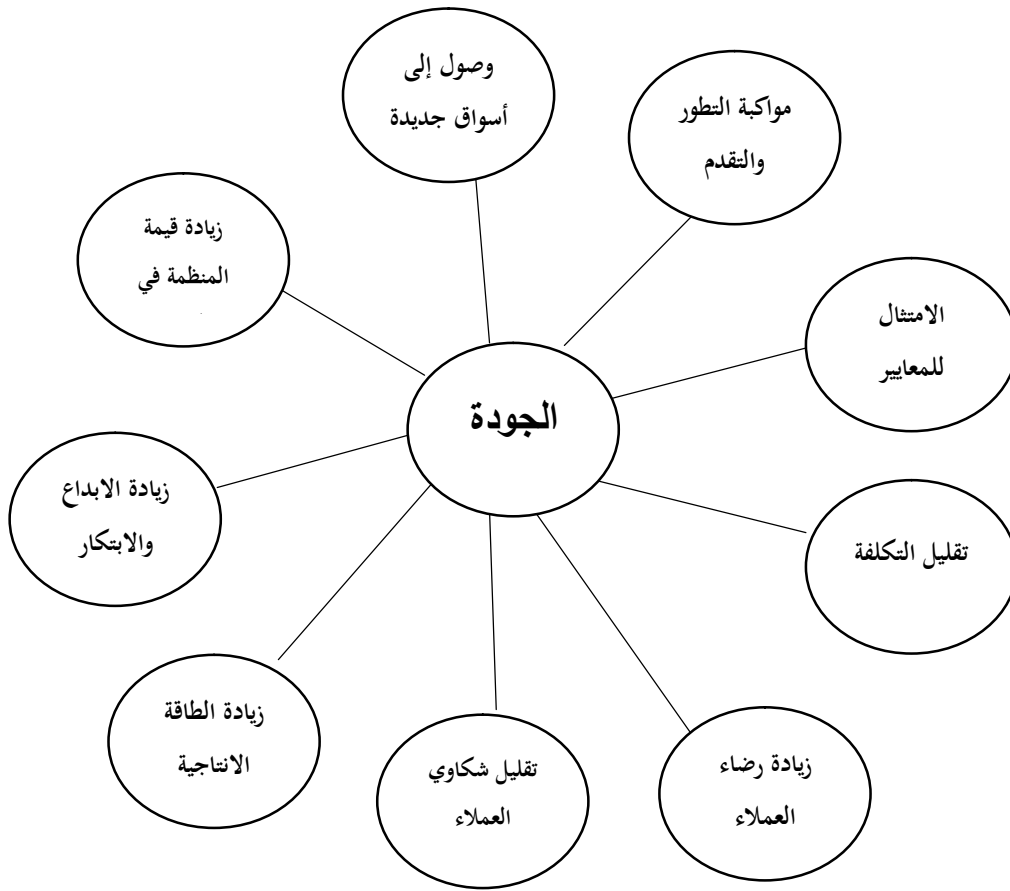 وصول إلى
أسواق جديدة
مواكبة التطور
والتقدم
زيادة قيمة
المنظمة في
الامتثال
للمعايير
الجودة
زيادة الابداع
والابتكار
تقليل التكلفة
زيادة الطاقة
الانتاجية
تقليل شكاوي
العملاء
زيادة رضاء
العملاء